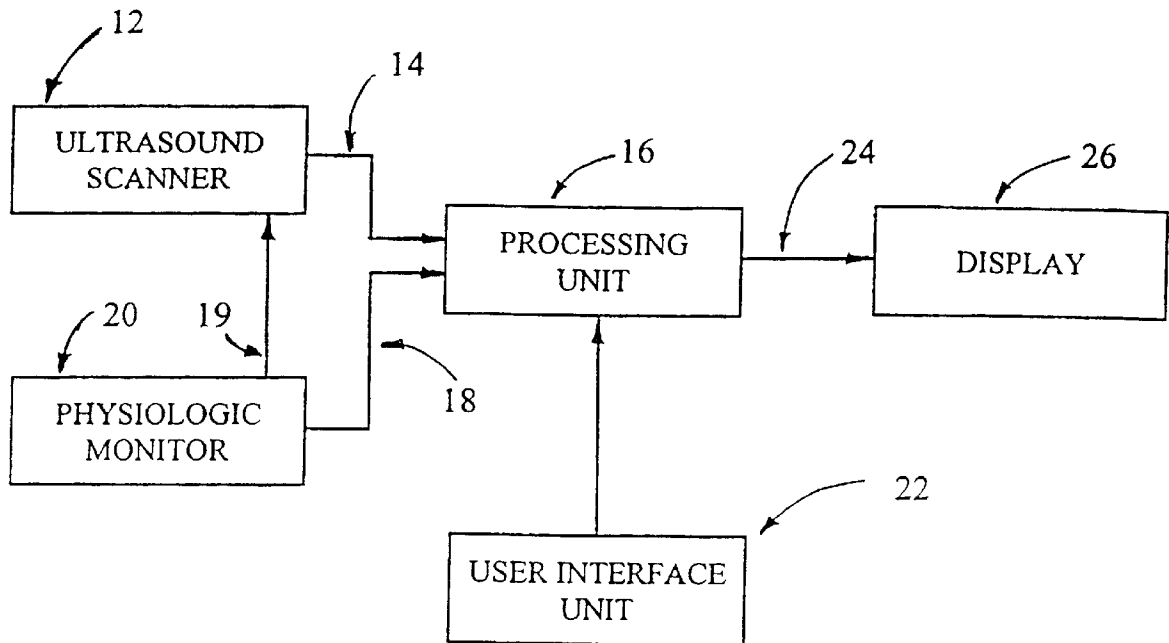 12
14
ULTRASOUND
SCANNER
16
24
26
PROCESSING
UNIT
DISPLAY
20
19
18
PHYSIOLOGIC
MONITOR
22
USER INTERFACE
UNIT